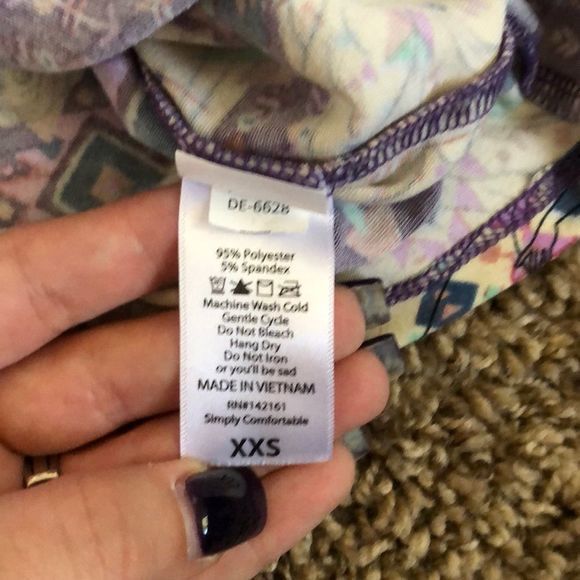 DE-6628
95% Polyester
5% Spandex
Machine Wash Cold
Gentle Cycle
Do Not Bleach
Hang Dry
Do Not Iron
or you'll be sad
MADE IN VIETNAM
RN#142161
Simply Comfortable
XXS